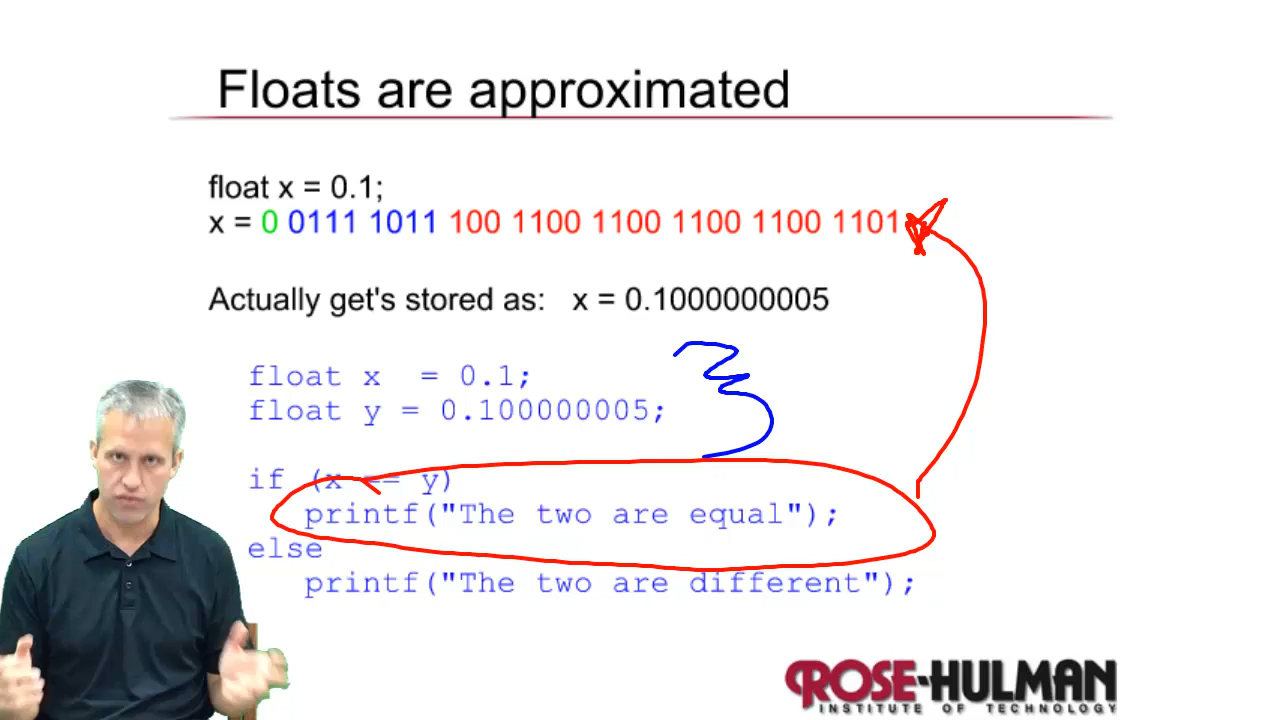 Floats are approximated
float x = 0.1;
x = 0 0111 1011 100 1100 1100 1100 1100 1101
Actually get's stored as: x = 0.1000000005
float x = 0.1;
float y = 0.100000005;
if (x == y)
printf("The two are equal");
else
printf("The two are different");
ROSE-HULMAN
INSTITUTE OF TECHNOLOGY